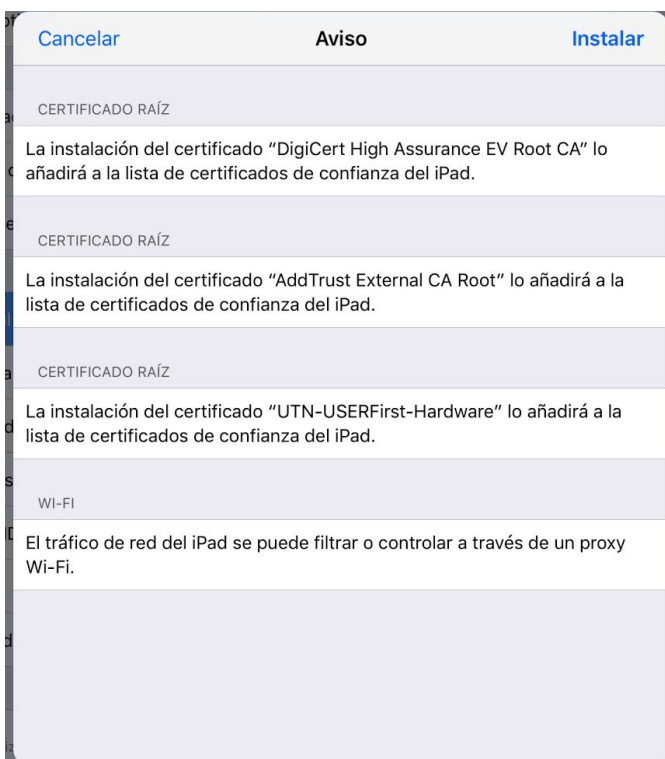 Cancelar Aviso Instalar
CERTIFICADO RAÍZ
La instalación del certificado “DigiCert High Assurance EV Root CA” lo
añadirá a la lista de certificados de confianza del iPad.
CERTIFICADO RAÍZ
La instalación del certificado “AddTrust External CA Root” lo añadirá a la
lista de certificados de confianza del iPad.
CERTIFICADO RAÍZ
La instalación del certificado “UTN-USERFirst-Hardware” lo añadirá a la
lista de certificados de confianza del iPad.
WI-FI
El tráfico de red del iPad se puede filtrar o controlar a través de un proxy
Wi-Fi.